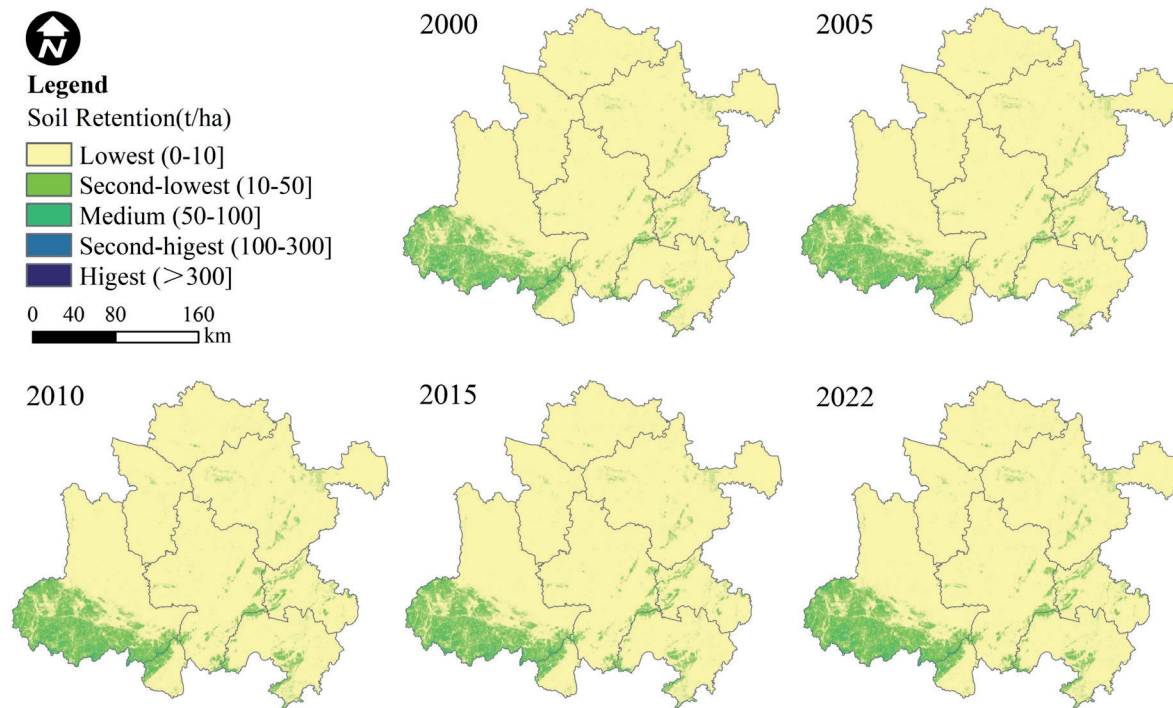 N
Legend
Soil Retention(t/ha)
Lowest (0-10]
Second-lowest (10-50]
Medium (50-100]
Second-higest (100-300]
Higest (＞300]
0 40 80 160
km
2000
2005
2010
2015
2022